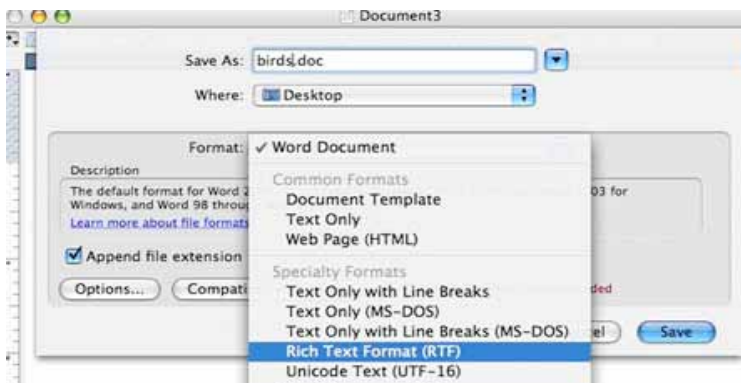 Document3
Save As: birds.doc
Where: Desktop
Format: ✓ Word Document
Description
The default format for Word 2 03 for
Windows, and Word 98 throug
Learn more about file formats
Common Formats
Document Template
Text Only
Web Page (HTML)
Append file extension
Specialty Formats
Options... Compati ded
Text Only with Line Breaks
Text Only (MS-DOS)
Text Only with Line Breaks (MS-DOS) el Save
Rich Text Format (RTF)
Unicode Text (UTF-16)